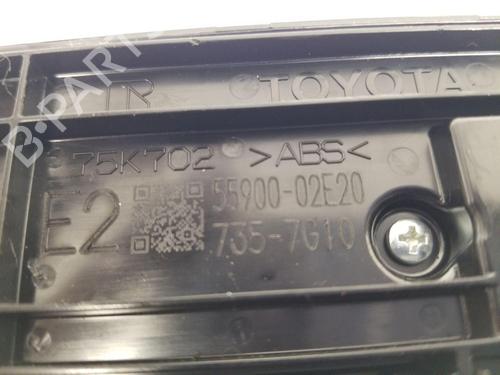 TR TOYOTA
75K702 >ABS<
E2
55900-02E20
735-7G10
B-PARTS